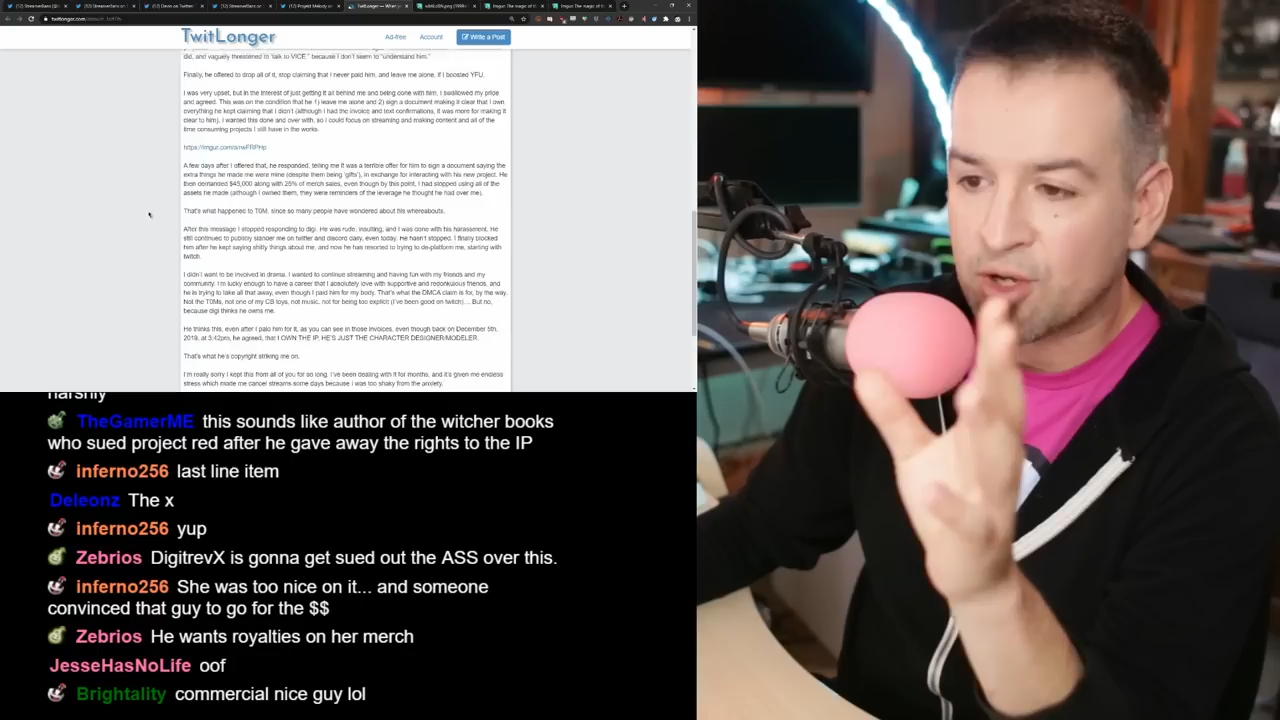 (12) Projekt Melody on
TwitLonger — When yo
twitlonger.com
TwitLonger
Ad-free
Account
Write a Post
did, and vaguely threatened to "talk to VICE," because I don't seem to "understand him."
Finally, he offered to drop all of it, stop claiming that I never paid him, and leave me alone, if I boosted YFU.
I was very upset, but in the interest of just getting it all behind me and being done with him, I swallowed my pride
and agreed. This was on the condition that he 1) leave me alone and 2) sign a document making it clear that I own
everything he kept claiming that I didn't (although I had the invoice and text confirmations, it was more for making it
clear to him). I wanted this done and over with, so I could focus on streaming and making content and all of the
time consuming projects I still have in the works.
A few days after I offered that, he responded, telling me it was a terrible offer for him to sign a document saying the
extra things he made me were mine (despite them being 'gifts'), in exchange for interacting with his new project. He
then demanded $45,000 along with 25% of merch sales, even though by this point, I had stopped using all of the
assets he made (although I owned them, they were reminders of the leverage he thought he had over me).
That's what happened to T0M, since so many people have wondered about his whereabouts.
After this message I stopped responding to digi. He was rude, insulting, and I was done with his harassment. He
still continued to publicly slander me on twitter and discord daily, even today. He hasn't stopped. I finally blocked
him after he kept saying shitty things about me, and now he has resorted to trying to de-platform me, starting with
twitch.
I didn't want to be involved in drama. I wanted to continue streaming and having fun with my friends and my
community. I'm lucky enough to have a career that I absolutely love with supportive and redonkulous friends, and
he is trying to take all that away, even though I paid him for my body. That's what the DMCA claim is for, by the way.
Not the T0Ms, not one of my CB toys, not music, not for being too explicit (I've been good on twitch)... But no,
because digi thinks he owns me.
He thinks this, even after I paid him for it, as you can see in those invoices, even though back on December 5th,
2019, at 3:42pm, he agreed, that I OWN THE IP, HE'S JUST THE CHARACTER DESIGNER/MODELER.
That's what he's copyright striking me on.
I'm really sorry I kept this from all of you for so long. I've been dealing with it for months, and it's given me endless
stress which made me cancel streams some days because I was too shaky from the anxiety.
harshly
TheGamerME this sounds like author of the witcher books
who sued project red after he gave away the rights to the IP
inferno256 last line item
Deleonz The x
inferno256 yup
Zebrios DigitrevX is gonna get sued out the ASS over this.
inferno256 She was too nice on it... and someone
convinced that guy to go for the $$
Zebrios He wants royalties on her merch
JesseHasNoLife oof
Brightality commercial nice guy lol